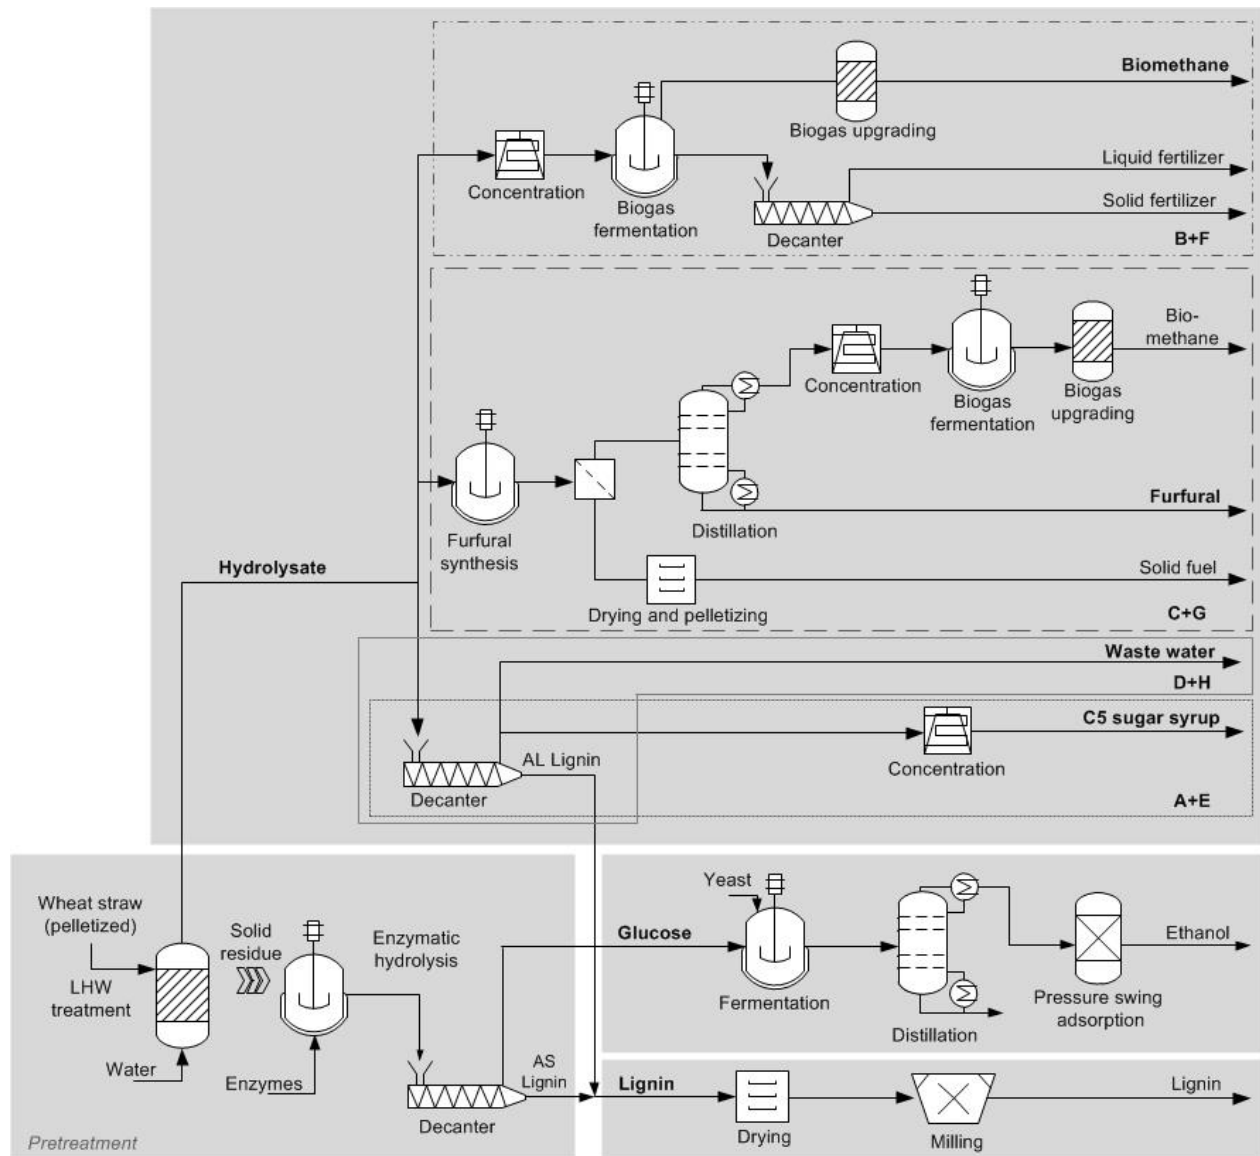 Biomethane
Biogas upgrading
Liquid fertilizer
Concentration
Biogas
fermentation
Solid fertilizer
Decanter
B+F
Bio-
methane
Concentration
Biogas
fermentation
Biogas
upgrading
Furfural
Distillation
Furfural
synthesis
Hydrolysate
Solid fuel
Drying and pelletizing
C+G
Waste water
D+H
C5 sugar syrup
AL Lignin
Concentration
Decanter
A+E
Wheat straw
(pelletized)
Solid
residue
LHW
treatment
Water
Enzymatic
hydrolysis
Enzymes
AS
Lignin
Decanter
Pretreatment
Yeast
Glucose
Ethanol
Fermentation
Distillation
Pressure swing
adsorption
Lignin
Lignin
Drying
Milling